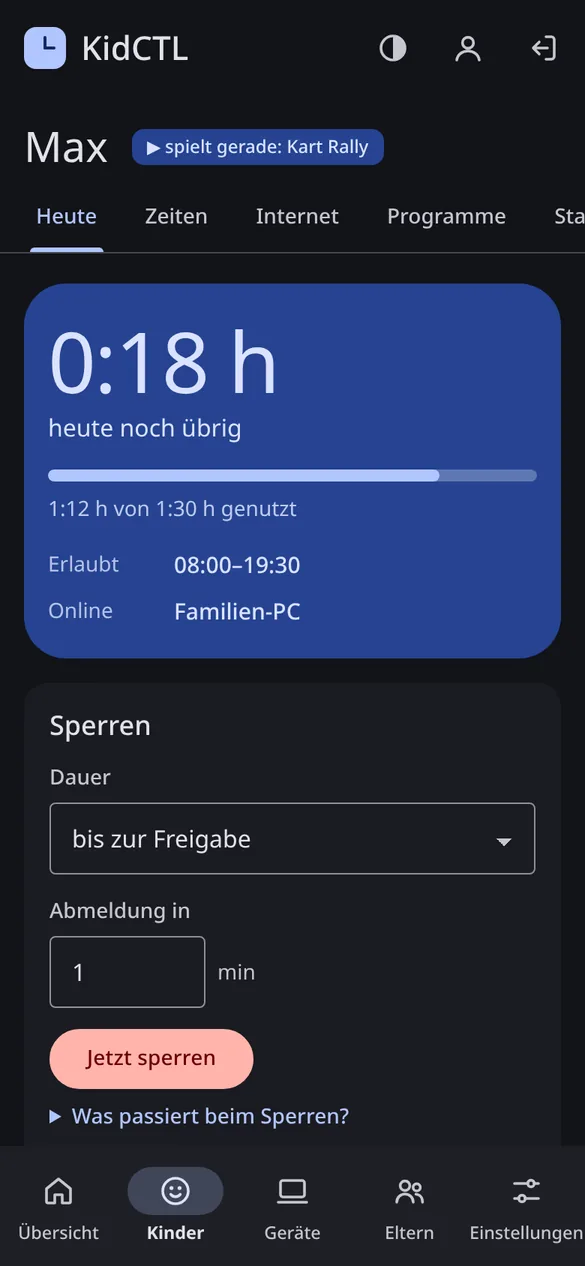 KidCTL
Max
▶ spielt gerade: Kart Rally
Heute Zeiten Internet Programme Sta
0:18 h
heute noch übrig
1:12 h von 1:30 h genutzt
Erlaubt 08:00–19:30
Online Familien-PC
Sperren
Dauer
bis zur Freigabe
Abmeldung in
1 min
Jetzt sperren
▶ Was passiert beim Sperren?
Übersicht Kinder Geräte Eltern Einstellungen